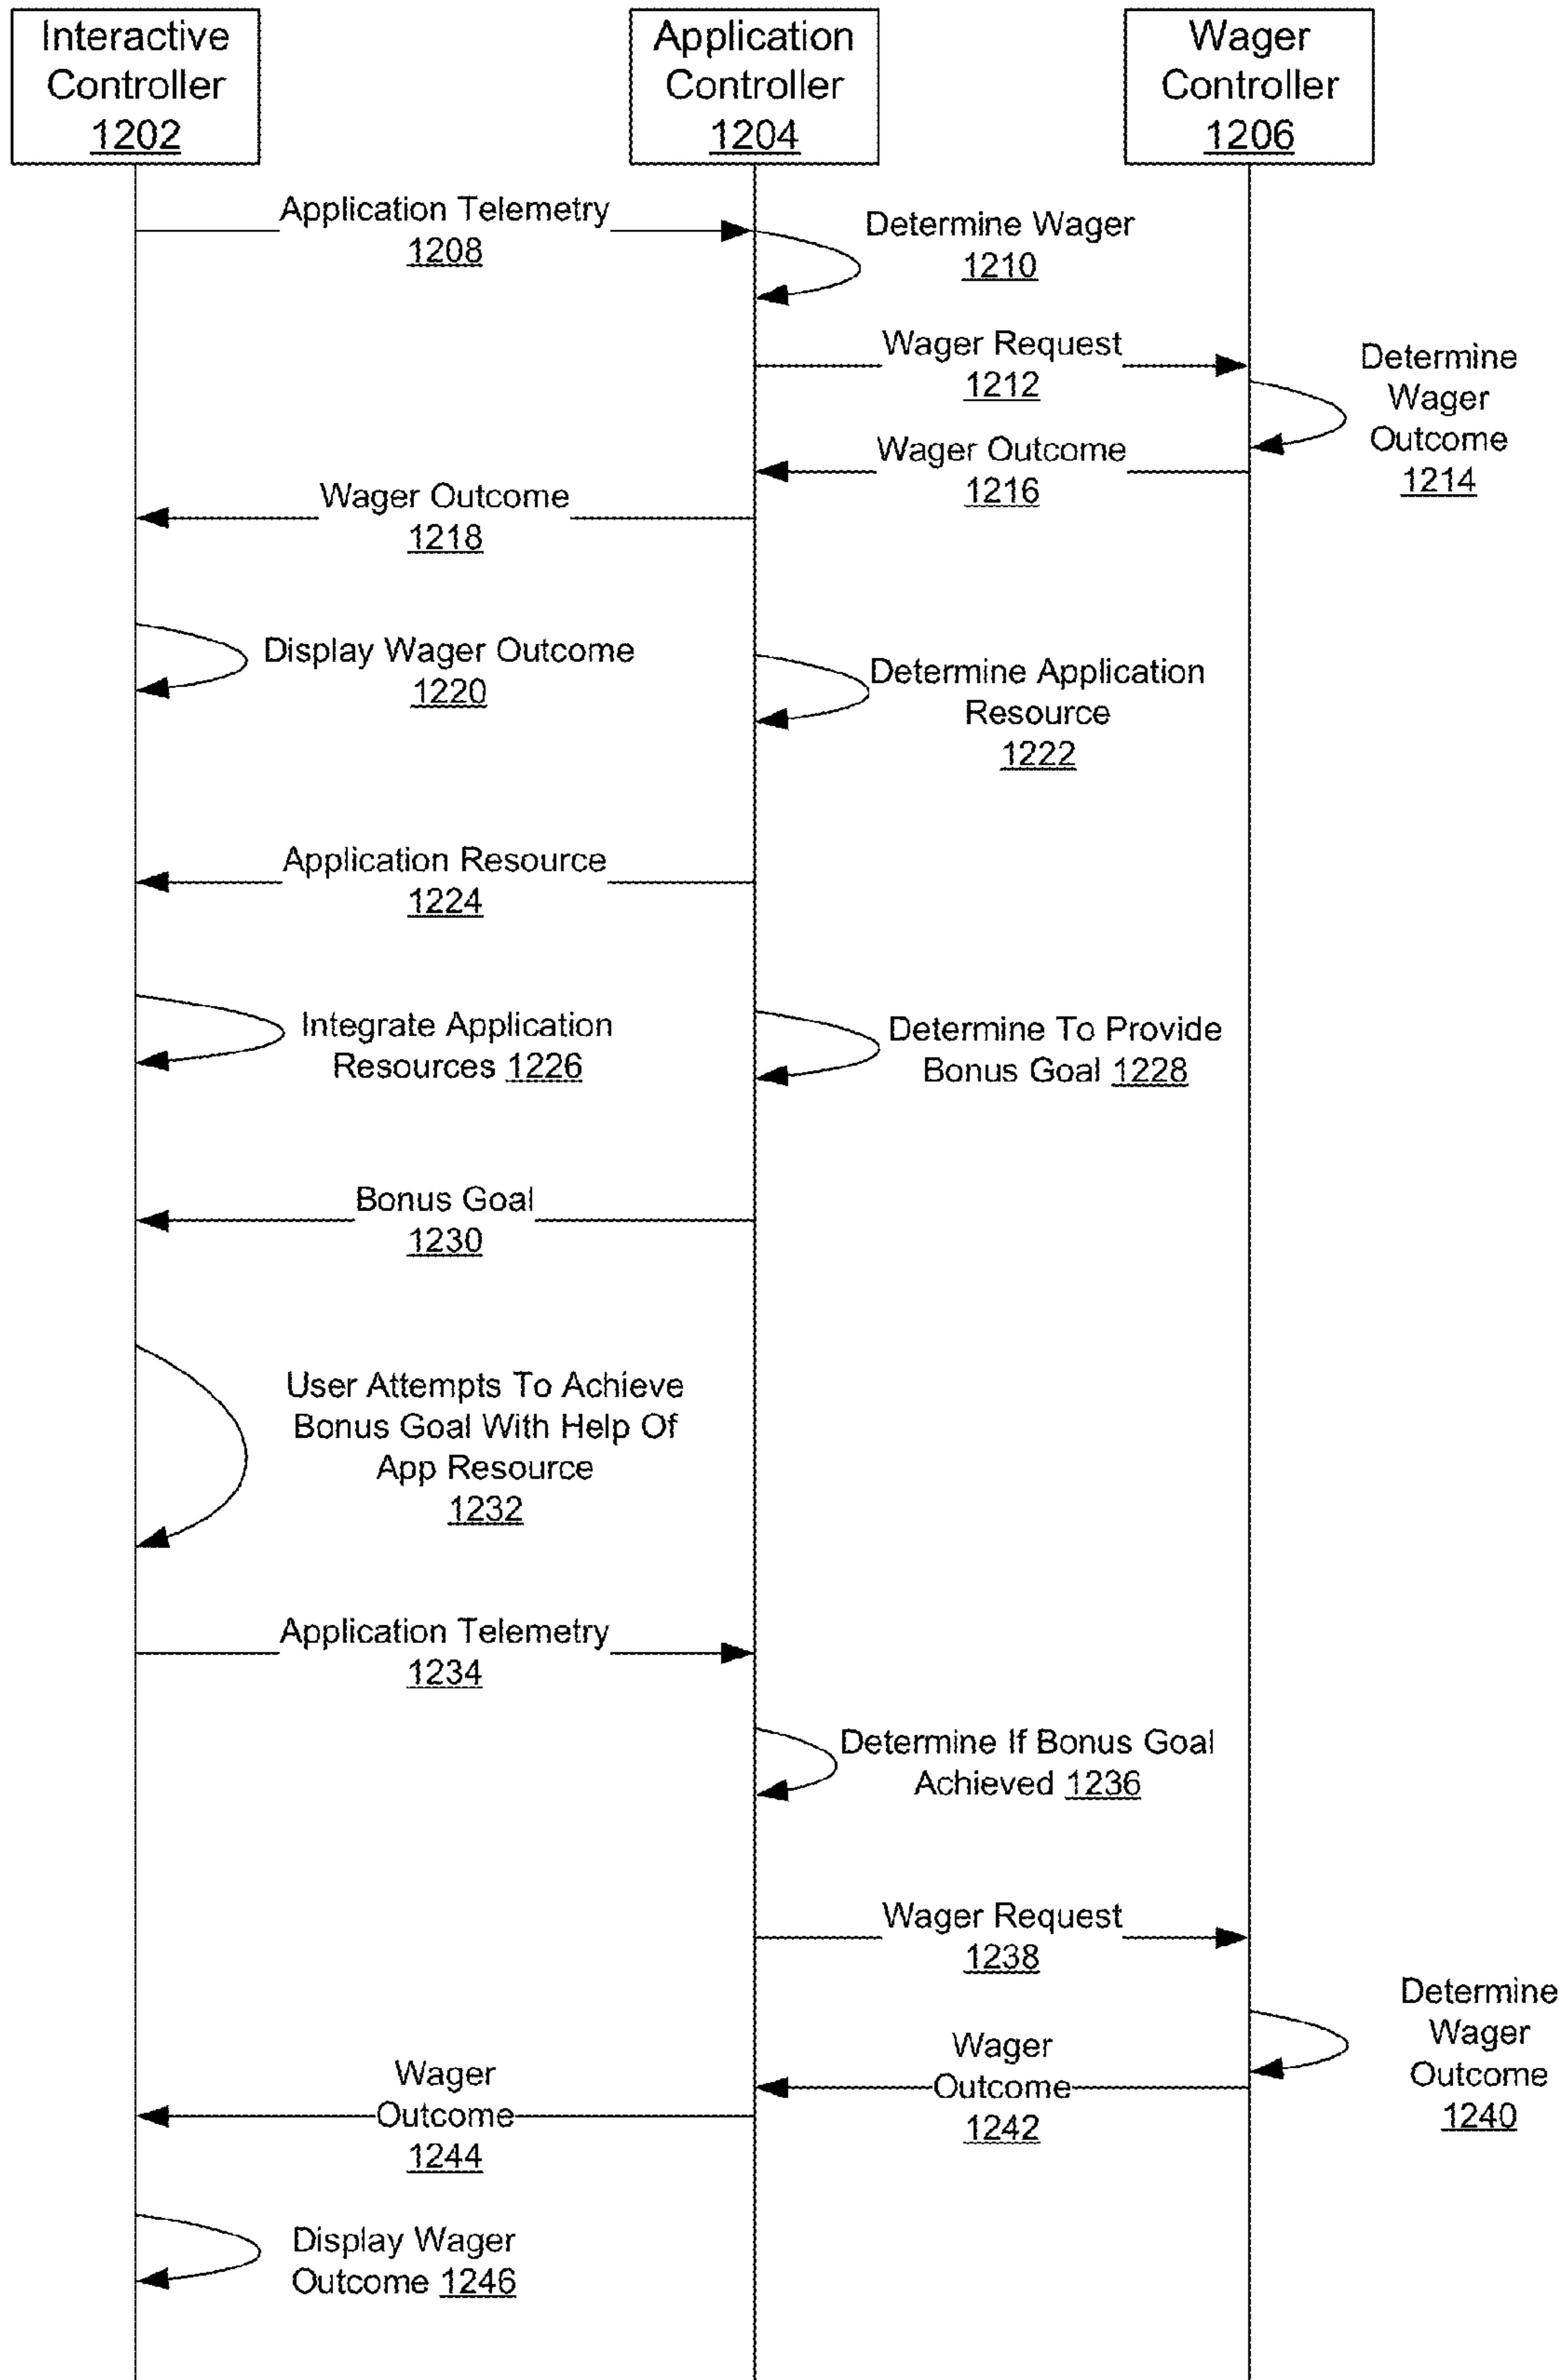 Interactive
Controller
1202
Application
Controller
1204
Wager
Controller
1206
Application Telemetry
1208
Determine Wager
1210
Wager Request
1212
Determine
Wager
Outcome
1214
Wager Outcome
1216
Wager Outcome
1218
Display Wager Outcome
1220
Determine Application
Resource
1222
Application Resource
1224
Integrate Application
Resources 1226
Determine To Provide
Bonus Goal 1228
Bonus Goal
1230
User Attempts To Achieve
Bonus Goal With Help Of
App Resource
1232
Application Telemetry
1234
Determine If Bonus Goal
Achieved 1236
Wager Request
1238
Determine
Wager
Outcome
1240
Wager
Outcome
1242
Wager
Outcome
1244
Display Wager
Outcome 1246